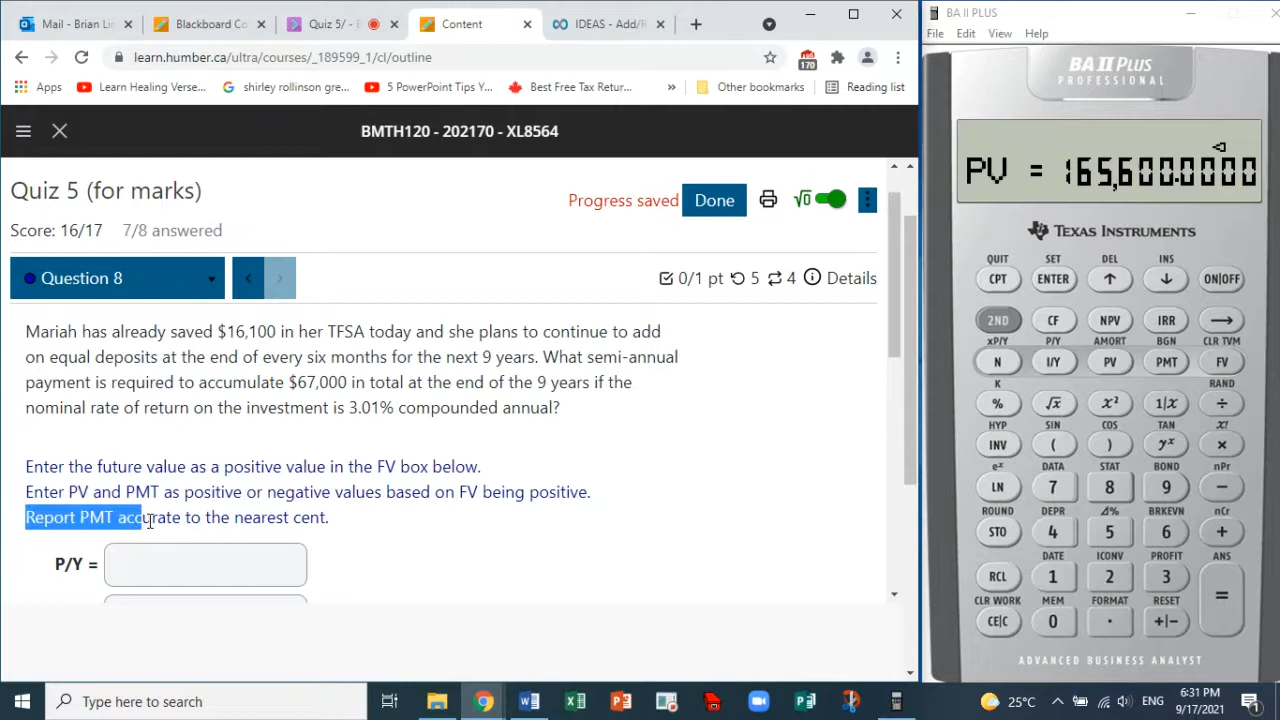 Mail - Brian Lir
Blackboard Co
Quiz 5/ - E
Content
IDEAS - Add/R
BA II PLUS
File Edit View Help
learn.humber.ca/ultra/courses/_189599_1/cl/outline
170
Apps
Learn Healing Verse...
shirley rollinson gre...
5 PowerPoint Tips Y...
Best Free Tax Retur...
»
Other bookmarks
Reading list
BMTH120 - 202170 - XL8564
Quiz 5 (for marks)
Progress saved
Done
√0
Score: 16/17 7/8 answered
Question 8
<
>
0/1 pt 5 4 Details
Mariah has already saved $16,100 in her TFSA today and she plans to continue to add
on equal deposits at the end of every six months for the next 9 years. What semi-annual
payment is required to accumulate $67,000 in total at the end of the 9 years if the
nominal rate of return on the investment is 3.01% compounded annual?
Enter the future value as a positive value in the FV box below.
Enter PV and PMT as positive or negative values based on FV being positive.
Report PMT accurate to the nearest cent.
P/Y =
BA II Plus
PROFESSIONAL
PV = 165,600.0000
TEXAS INSTRUMENTS
QUIT SET DEL INS
CPT ENTER ↑ ↓ ON|OFF
2ND CF NPV IRR →
xP/Y P/Y AMORT BGN CLR TVM
N I/Y PV PMT FV
K RAND
% √x x² 1/x ÷
HYP SIN COS TAN x!
INV ( ) yˣ ×
eˣ DATA STAT BOND nPr
LN 7 8 9 −
ROUND DEPR Δ% BRKEVN nCr
STO 4 5 6 +
DATE ICONV PROFIT ANS
RCL 1 2 3 =
CLR WORK MEM FORMAT RESET
CE|C 0 . +|−
ADVANCED BUSINESS ANALYST
Type here to search
25°C
ENG
6:31 PM
9/17/2021
1